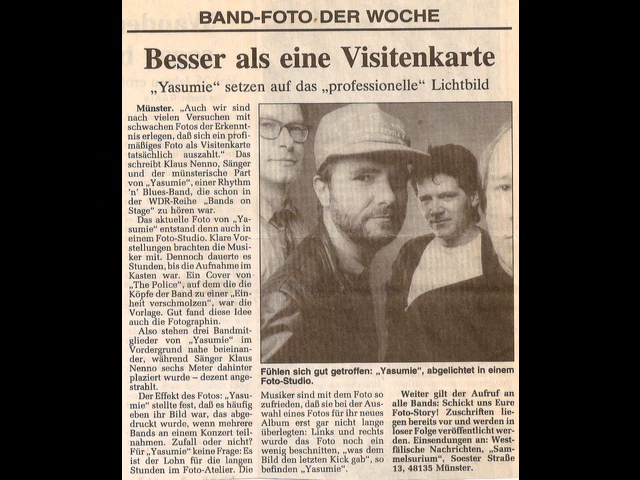 BAND-FOTO DER WOCHE
Besser als eine Visitenkarte
„Yasumie“ setzen auf das „professionelle“ Lichtbild
Münster. „Auch wir sind
nach vielen Versuchen mit
schwachen Fotos der Erkennt-
nis erlegen, daß sich ein profi-
mäßiges Foto als Visitenkarte
tatsächlich auszahlt.“ Das
schreibt Klaus Nenno, Sänger
und der münsterische Part
von „Yasumie“, einer Rhythm
'n' Blues-Band, die schon in
der WDR-Reihe „Bands on
Stage“ zu hören war.
Das aktuelle Foto von „Ya-
sumie“ entstand denn auch in
einem Foto-Studio. Klare Vor-
stellungen brachten die Musi-
ker mit. Dennoch dauerte es
Stunden, bis die Aufnahme im
Kasten war. Ein Cover von
„The Police“, auf dem die die
Köpfe der Band zu einer „Ein-
heit verschmolzen“, war die
Vorlage. Gut fand diese Idee
auch die Fotographin.
Also stehen drei Bandmit-
glieder von „Yasumie“ im
Vordergrund nahe beieinan-
der, während Sänger Klaus
Nenno sechs Meter dahinter
plaziert wurde – dezent ange-
strahlt.
Der Effekt des Fotos: „Yasu-
mie“ stellte fest, daß es häufig
eben ihr Bild war, das abge-
druckt wurde, wenn mehrere
Bands an einem Konzert teil-
nahmen. Zufall oder nicht?
Für „Yasumie“ keine Frage: Es
ist der Lohn für die langen
Stunden im Foto-Atelier. Die
Fühlen sich gut getroffen: „Yasumie“, abgelichtet in einem
Foto-Studio.
Musiker sind mit dem Foto so
zufrieden, daß sie bei der Aus-
wahl eines Fotos für ihr neues
Album erst gar nicht lange
überlegten: Links und rechts
wurde das Foto noch ein
wenig beschnitten, „was dem
Bild den letzten Kick gab“, so
befinden „Yasumie“.
Weiter gilt der Aufruf an
alle Bands: Schickt uns Eure
Foto-Story! Zuschriften lie-
gen bereits vor und werden in
loser Folge veröffentlicht wer-
den. Einsendungen an: West-
fälische Nachrichten, „Sam-
melsurium“, Soester Straße
13, 48135 Münster.